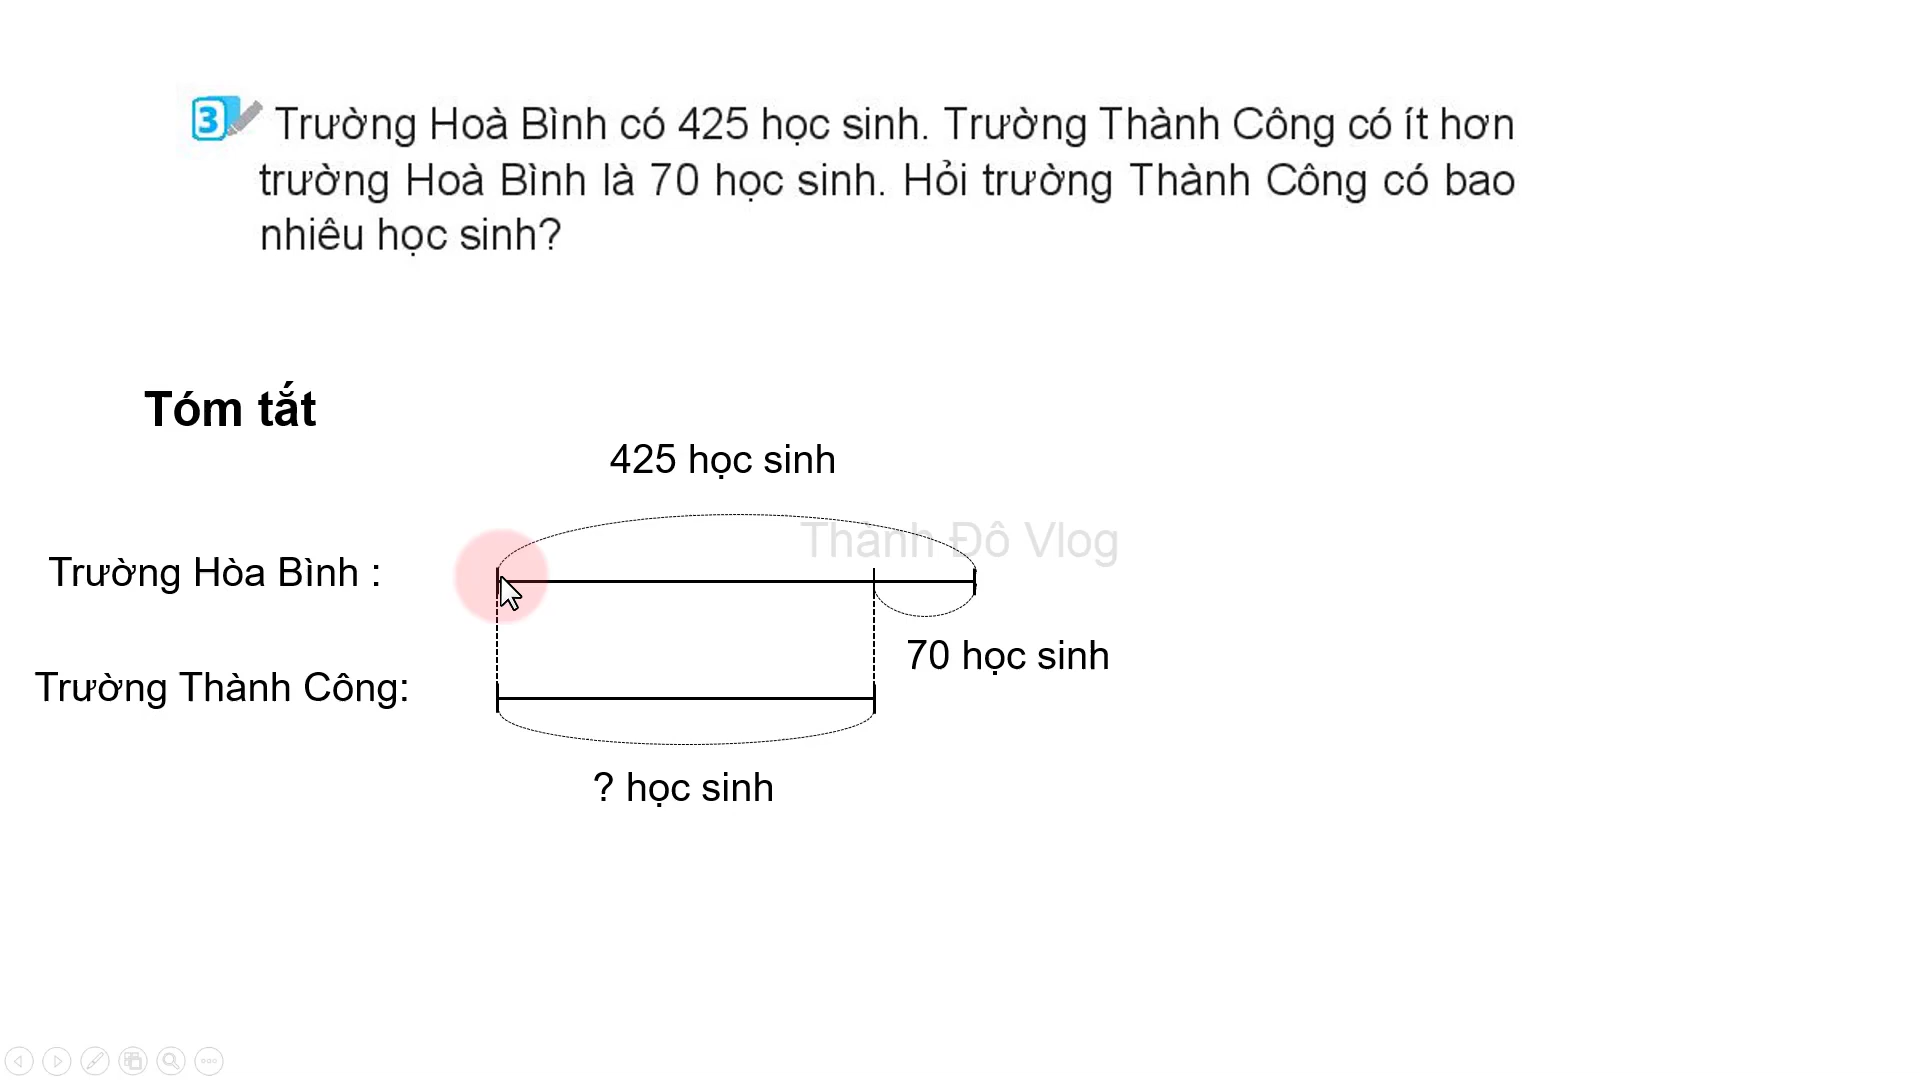 3 Trường Hoà Bình có 425 học sinh. Trường Thành Công có ít hơn
trường Hoà Bình là 70 học sinh. Hỏi trường Thành Công có bao
nhiêu học sinh?
Tóm tắt
425 học sinh
Thành Đô Vlog
Trường Hòa Bình :
70 học sinh
Trường Thành Công:
? học sinh